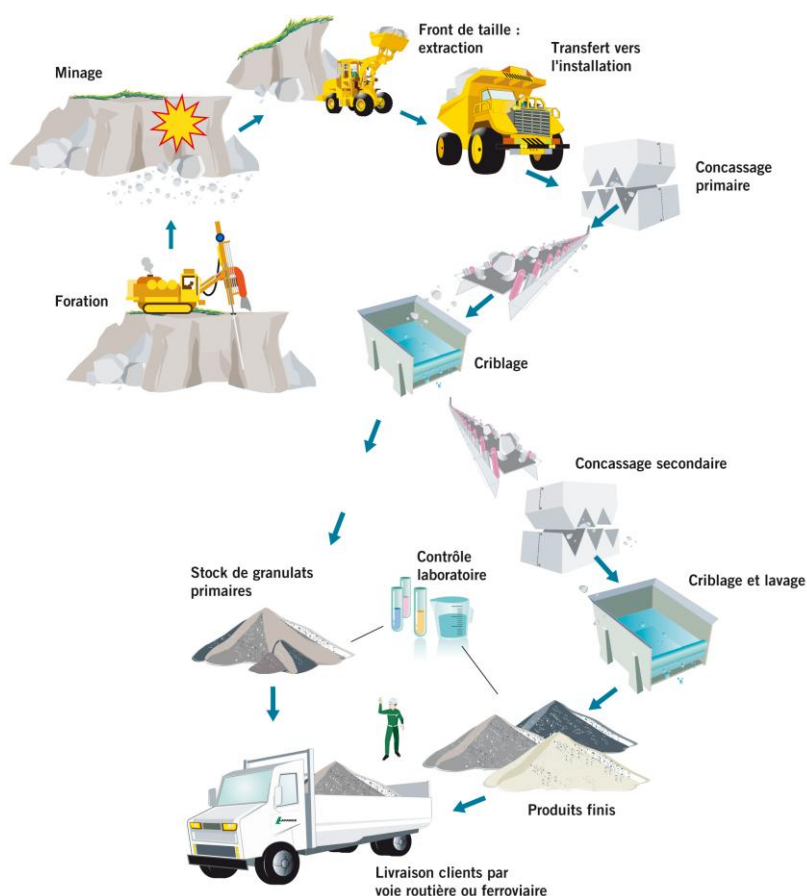 Front de taille :
extraction
Transfert vers
l'installation
Minage
Concassage
primaire
Foration
Criblage
Concassage secondaire
Stock de granulats
primaires
Contrôle
laboratoire
Criblage et lavage
Produits finis
LAFARGE
Livraison clients par
voie routière ou ferroviaire